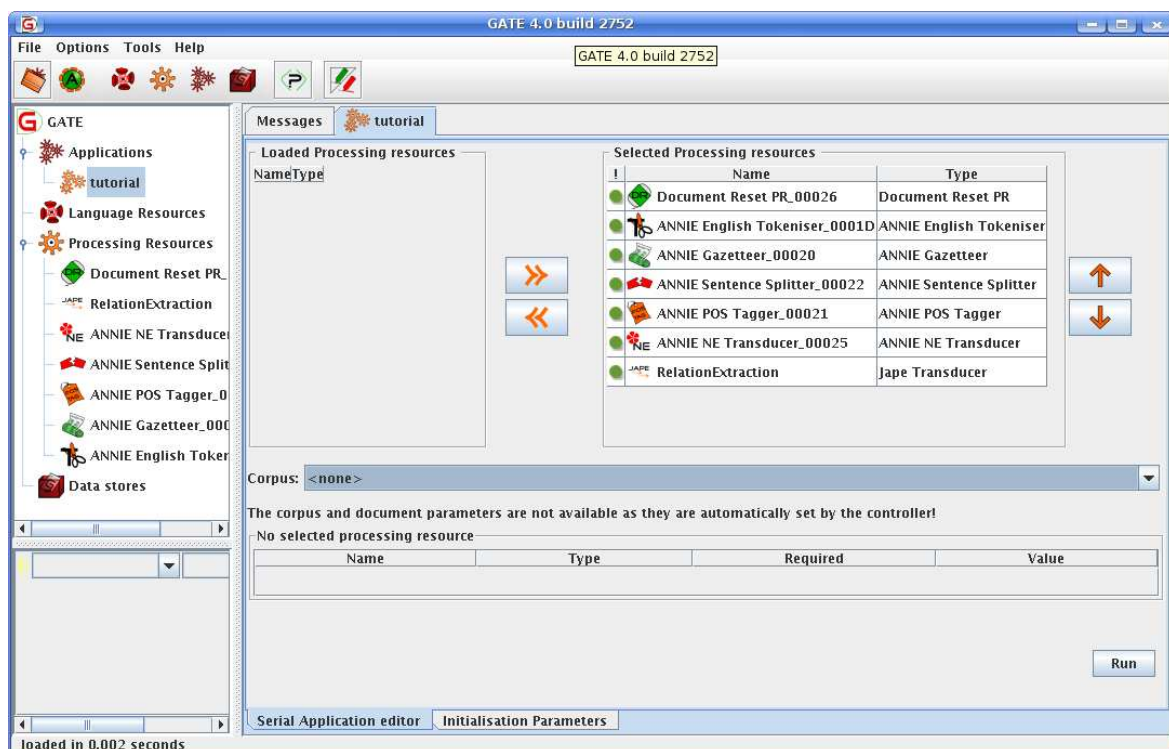 GATE 4.0 build 2752
File Options Tools Help
GATE 4.0 build 2752
GATE
Applications
tutorial
Language Resources
Processing Resources
Document Reset PR_
RelationExtraction
ANNIE NE Transducer
ANNIE Sentence Split
ANNIE POS Tagger_0
ANNIE Gazetteer_000
ANNIE English Toker
Data stores
Messages tutorial
Loaded Processing resources
Name Type
Selected Processing resources
! Name Type
Document Reset PR_00026 Document Reset PR
ANNIE English Tokeniser_0001D ANNIE English Tokeniser
ANNIE Gazetteer_00020 ANNIE Gazetteer
ANNIE Sentence Splitter_00022 ANNIE Sentence Splitter
ANNIE POS Tagger_00021 ANNIE POS Tagger
NE ANNIE NE Transducer_00025 ANNIE NE Transducer
JAPE RelationExtraction Jape Transducer
Corpus: <none>
The corpus and document parameters are not available as they are automatically set by the controller!
No selected processing resource
Name Type Required Value
Run
Serial Application editor Initialisation Parameters
loaded in 0.002 seconds